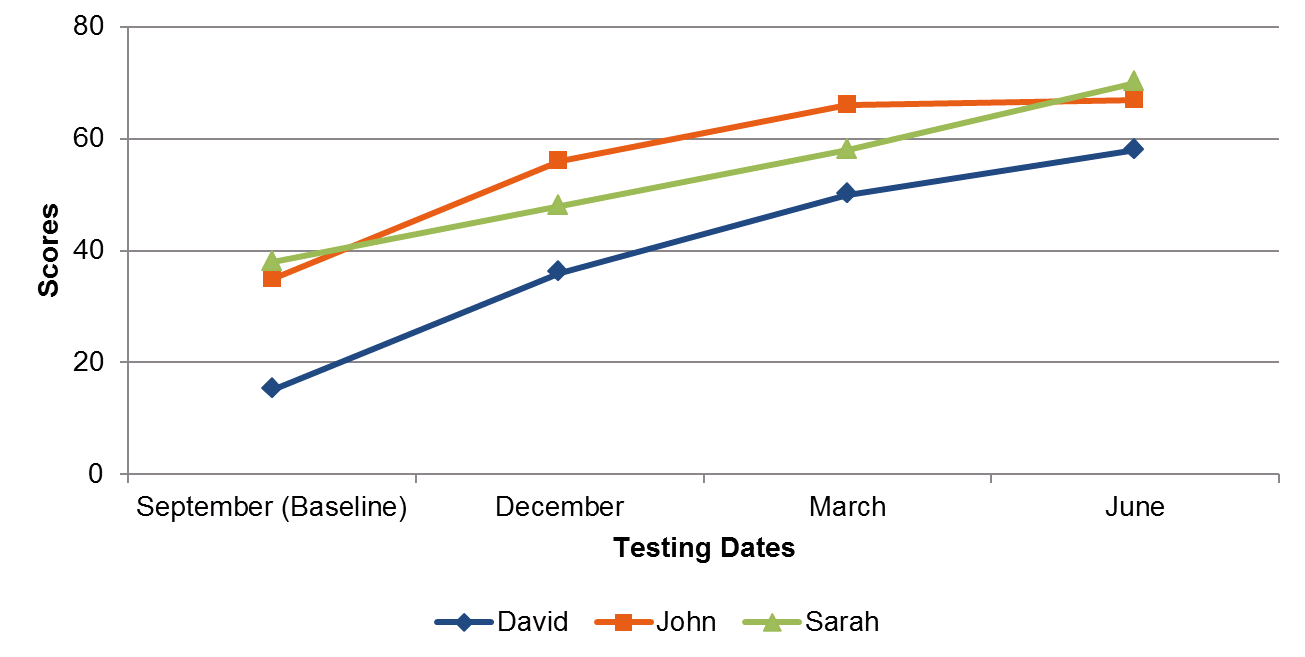 80
60
40
20
0
Scores
September (Baseline) December March June
Testing Dates
David John Sarah